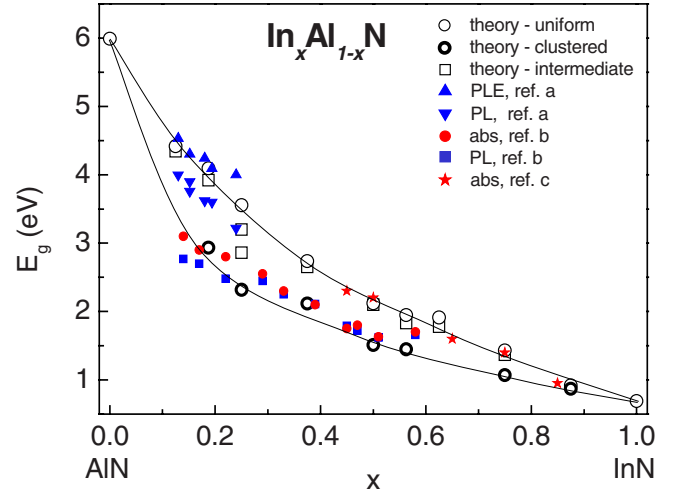 In_xAl_{1-x}N
theory - uniform
theory - clustered
theory - intermediate
PLE, ref. a
PL, ref. a
abs, ref. b
PL, ref. b
abs, ref. c
E_g (eV)
6
5
4
3
2
1
0.0 0.2 0.4 0.6 0.8 1.0
AlN x InN